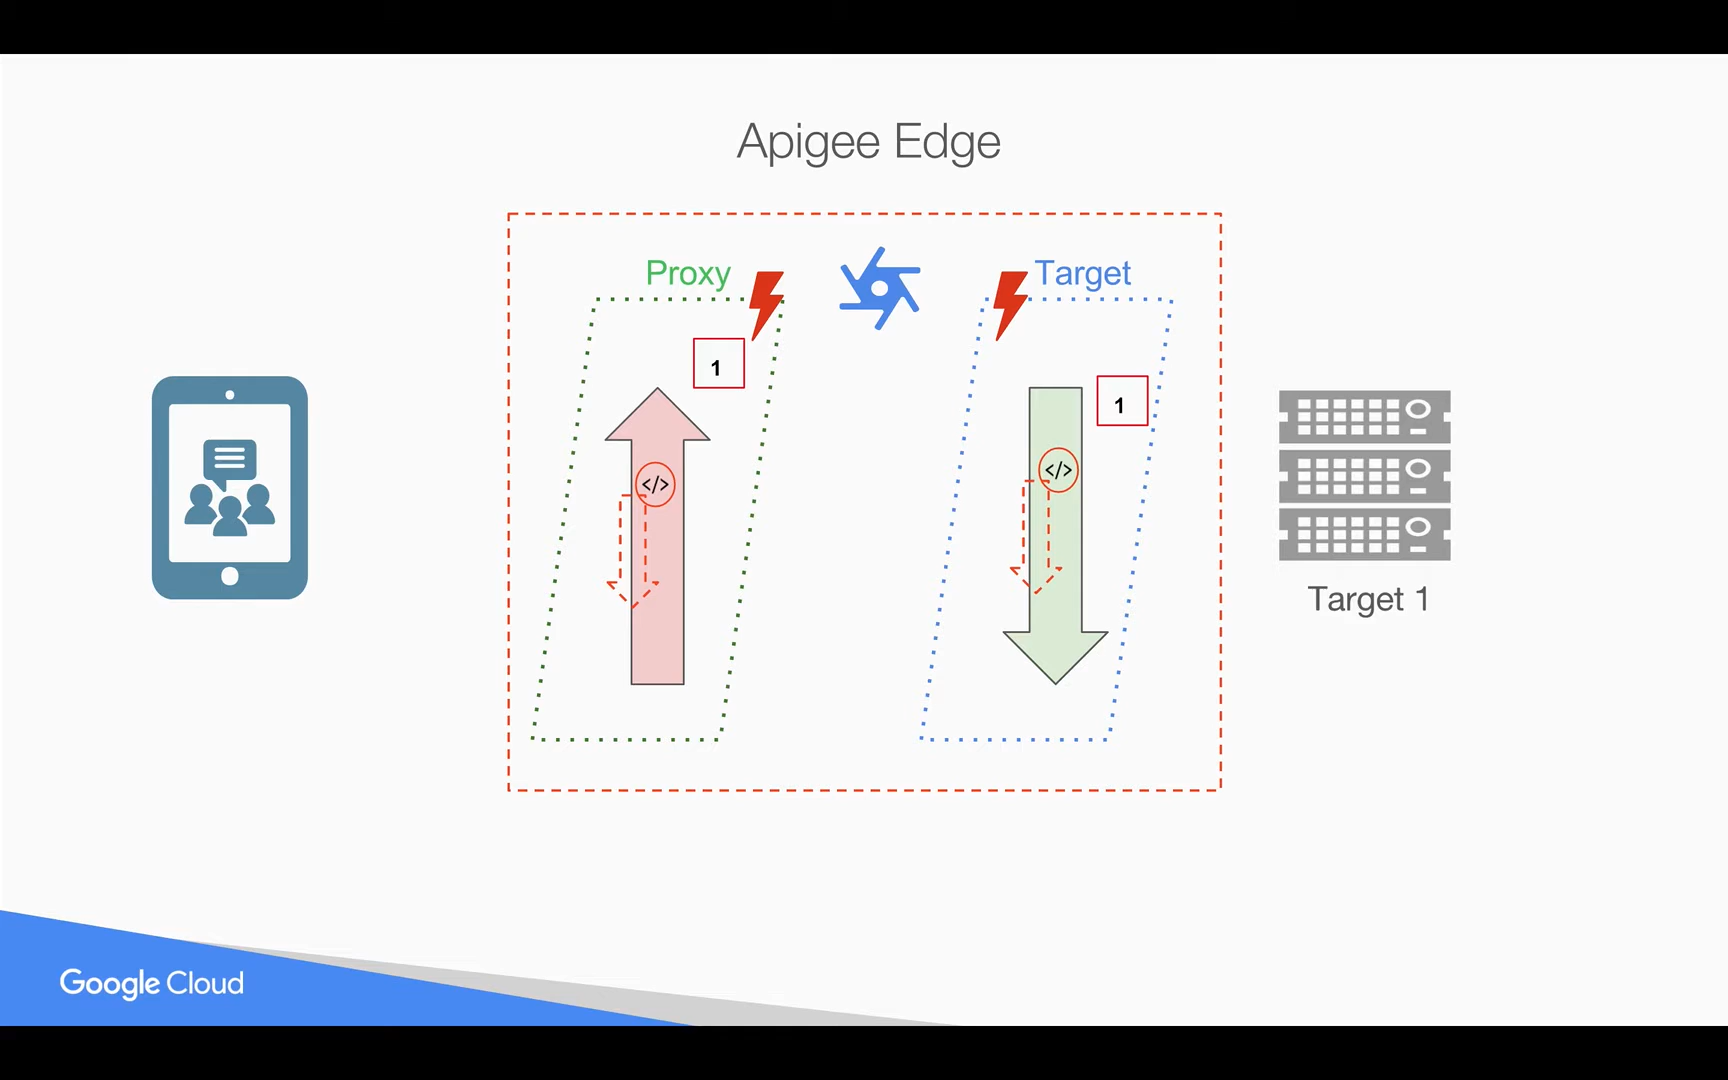 Apigee Edge
Proxy
Target
1
1
</>
</>
Target 1
Google Cloud